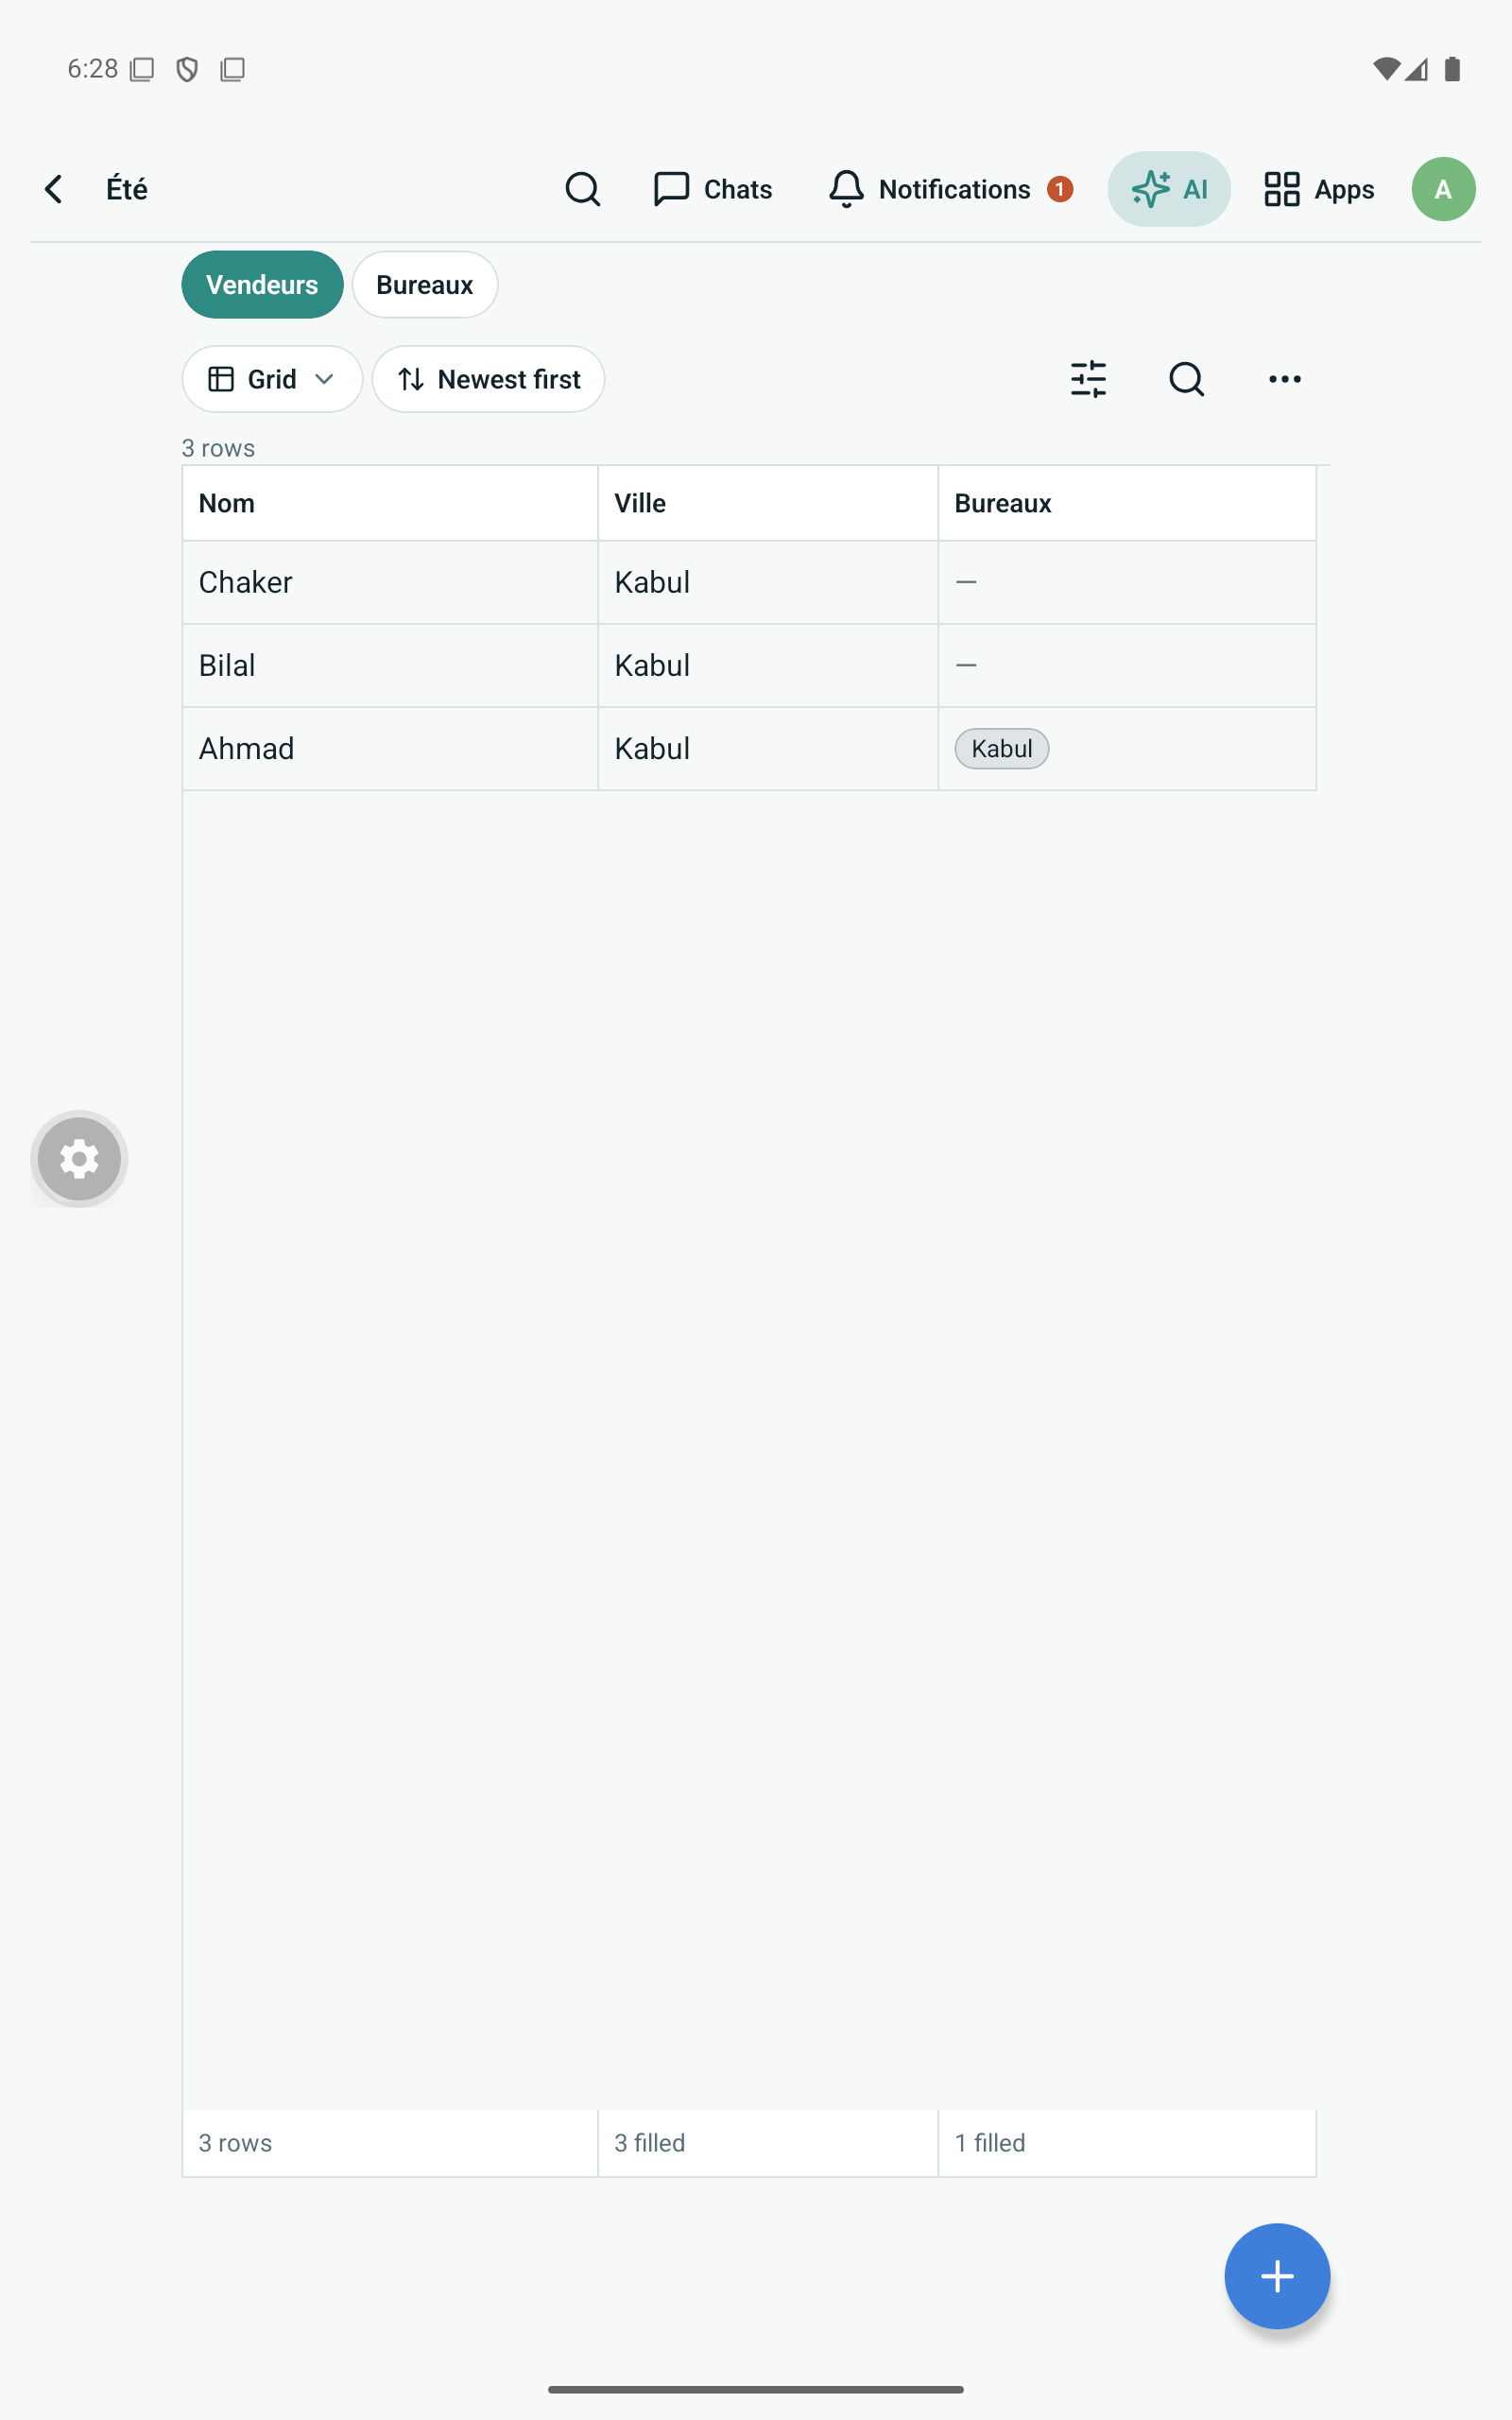 6:28
Été
Chats
Notifications 1
AI
Apps
A
Vendeurs
Bureaux
Grid
Newest first
3 rows
Nom Ville Bureaux
Chaker Kabul —
Bilal Kabul —
Ahmad Kabul Kabul
3 rows 3 filled 1 filled